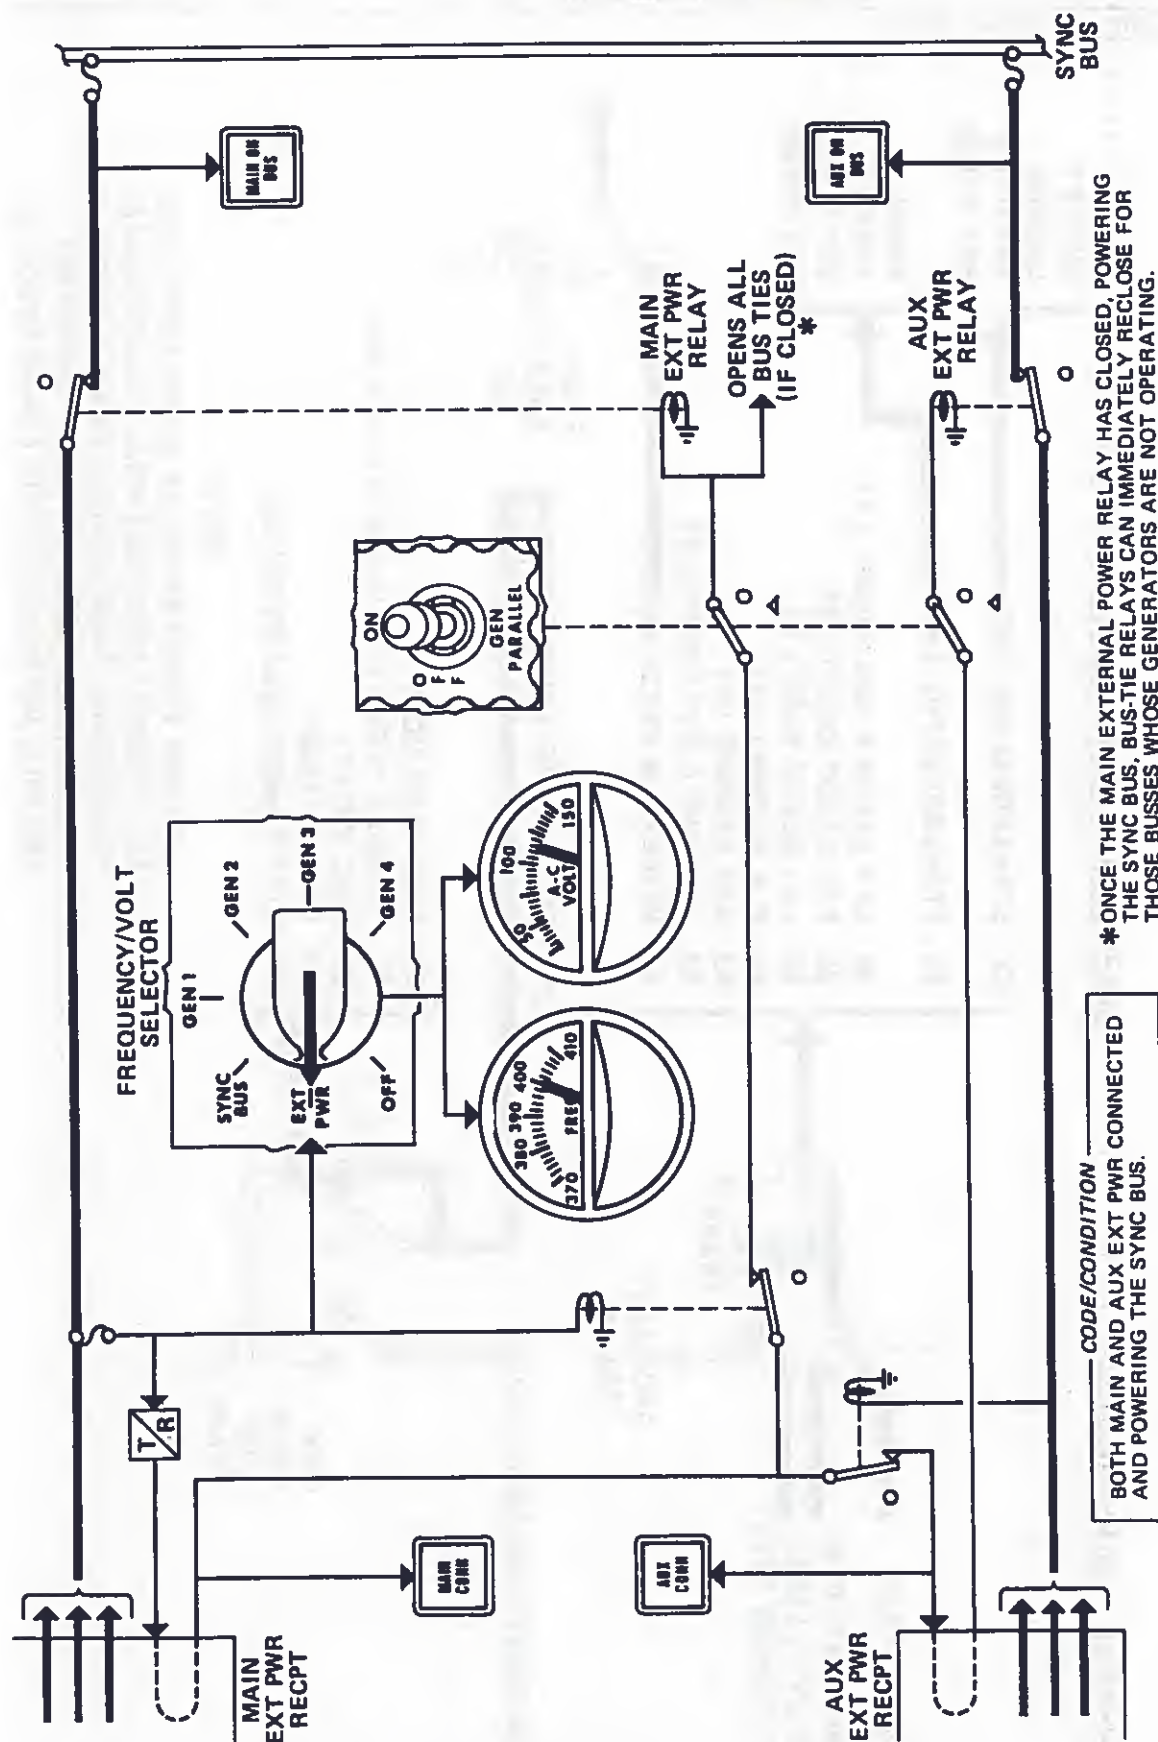 MAIN
EXT PWR
RECPT
T
R
MAIN
CONN
FREQUENCY/VOLT
SELECTOR
GEN 1
SYNC
BUS
GEN 2
EXT
PWR
GEN 3
OFF
GEN 4
370
380
390
400
410
FREQ
50
100
150
A-C
VOLT
ON
OFF
GEN
PARALLEL
MAIN ON
BUS
SYNC
BUS
MAIN
EXT PWR
RELAY
OPENS ALL
BUS TIES
(IF CLOSED)
*
AUX
CONN
AUX ON
BUS
AUX
EXT PWR
RELAY
AUX
EXT PWR
RECPT
CODE/CONDITION
BOTH MAIN AND AUX EXT PWR CONNECTED
AND POWERING THE SYNC BUS.
*ONCE THE MAIN EXTERNAL POWER RELAY HAS CLOSED, POWERING
THE SYNC BUS, BUS-TIE RELAYS CAN IMMEDIATELY RECLOSE FOR
THOSE BUSSES WHOSE GENERATORS ARE NOT OPERATING.